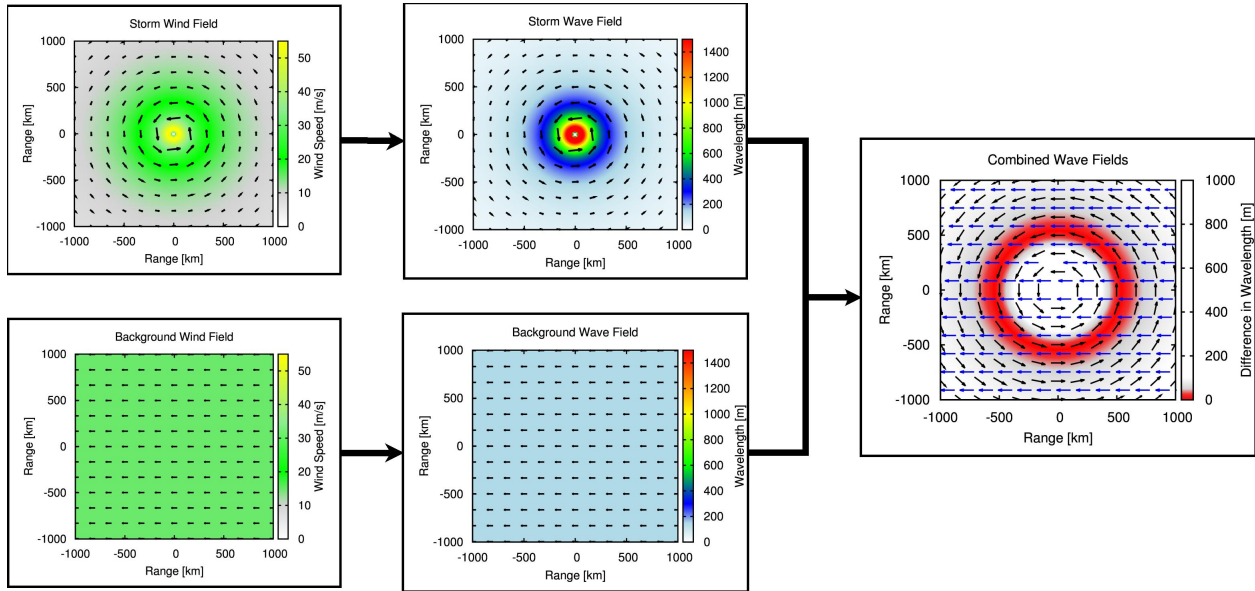 Storm Wind Field
1000
500
0
-500
-1000
-1000 -500 0 500 1000
Range [km]
Range [km]
50
40
30
20
10
0
Wind Speed [m/s]
Storm Wave Field
1000
500
0
-500
-1000
-1000 -500 0 500 1000
Range [km]
Range [km]
1400
1200
1000
800
600
400
200
0
Wavelength [m]
Background Wind Field
1000
500
0
-500
-1000
-1000 -500 0 500 1000
Range [km]
Range [km]
50
40
30
20
10
0
Wind Speed [m/s]
Background Wave Field
1000
500
0
-500
-1000
-1000 -500 0 500 1000
Range [km]
Range [km]
1400
1200
1000
800
600
400
200
0
Wavelength [m]
Combined Wave Fields
1000
500
0
-500
-1000
-1000 -500 0 500 1000
Range [km]
Range [km]
1000
800
600
400
200
0
Difference in Wavelength [m]